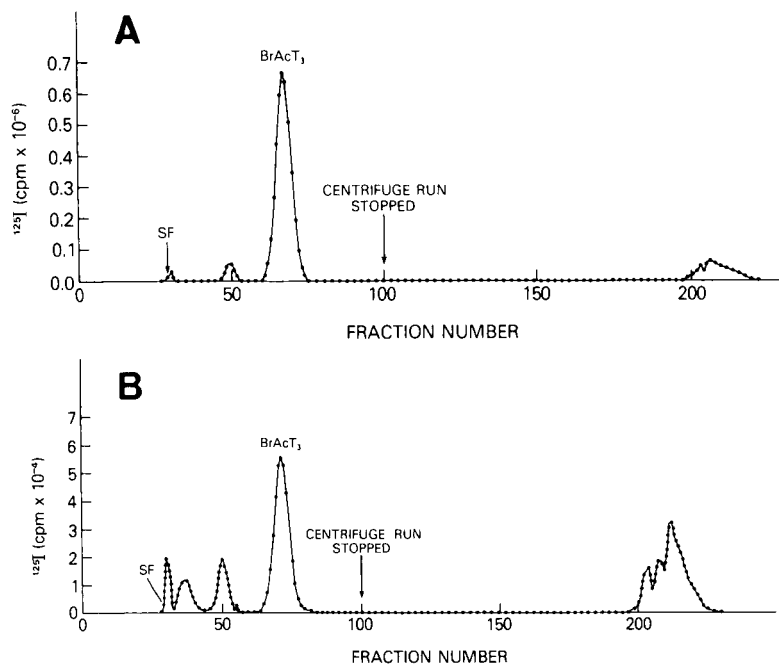 A
¹²⁵I (cpm x 10⁻⁶)
0.7
0.6
0.5
0.4
0.3
0.2
0.1
0.0
BrAcT₃
SF
CENTRIFUGE RUN
STOPPED
0 50 100 150 200
FRACTION NUMBER
B
¹²⁵I (cpm x 10⁻⁴)
7
6
5
4
3
2
1
0
BrAcT₃
SF
CENTRIFUGE RUN
STOPPED
0 50 100 150 200
FRACTION NUMBER